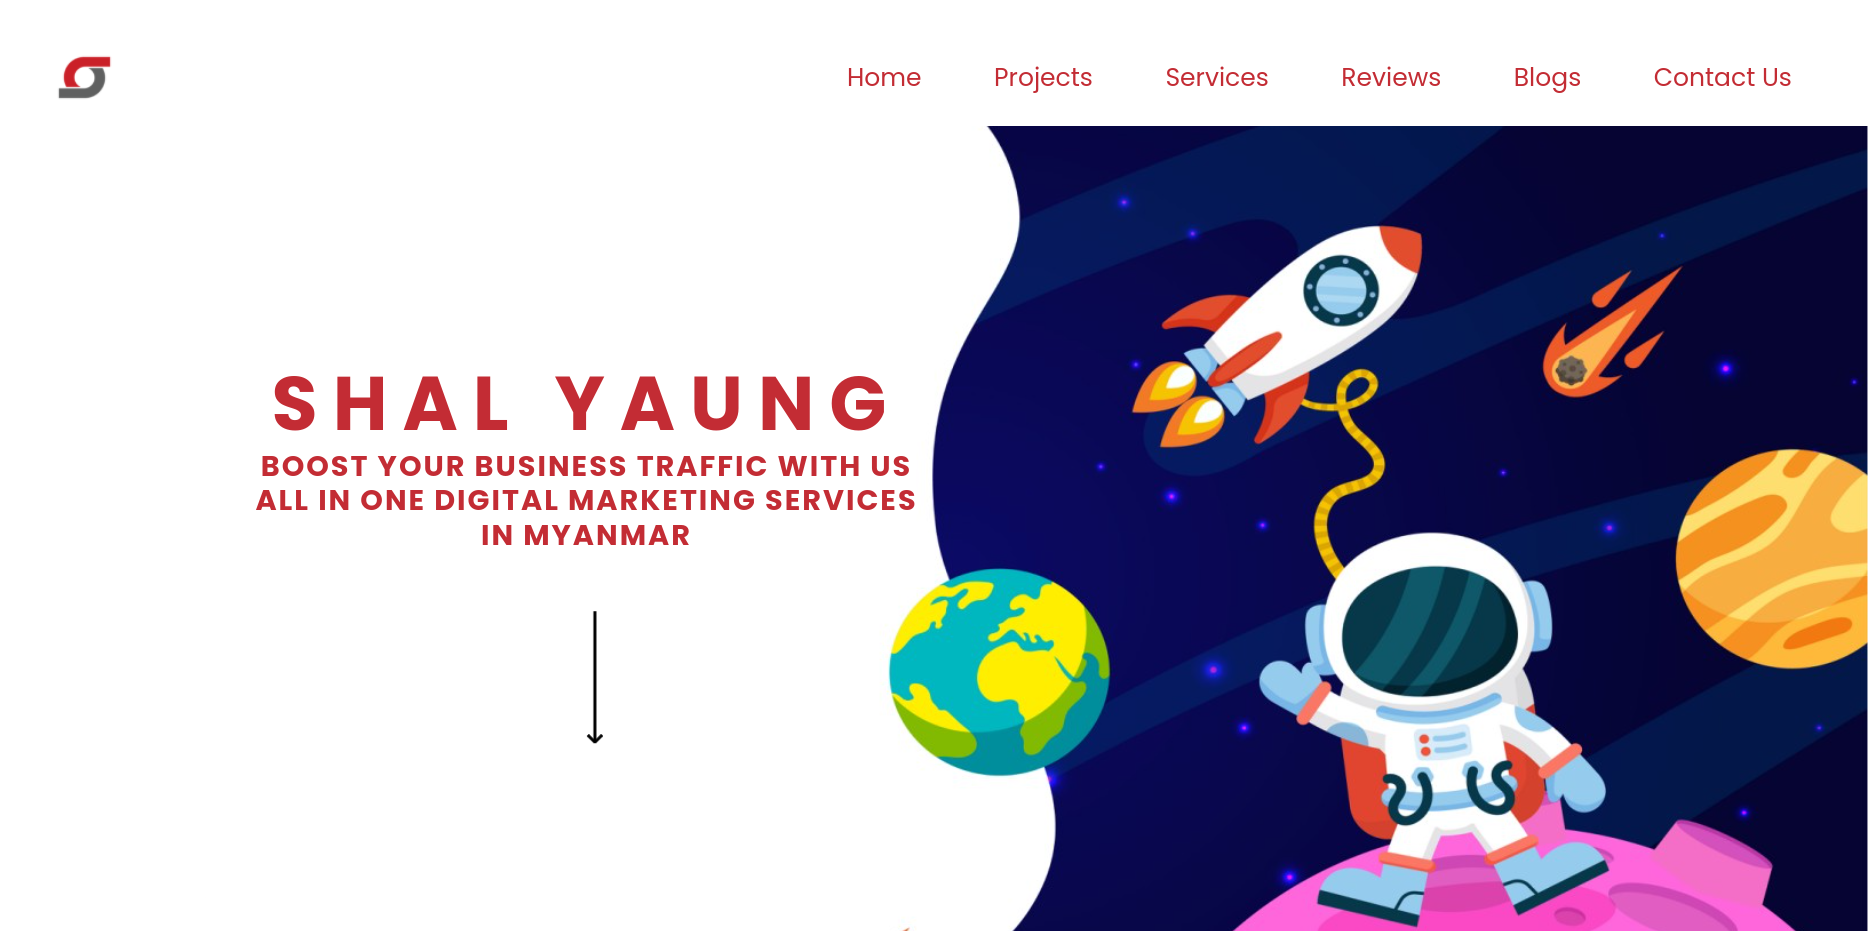 Home Projects Services Reviews Blogs Contact Us
SHAL YAUNG
BOOST YOUR BUSINESS TRAFFIC WITH US
ALL IN ONE DIGITAL MARKETING SERVICES
IN MYANMAR